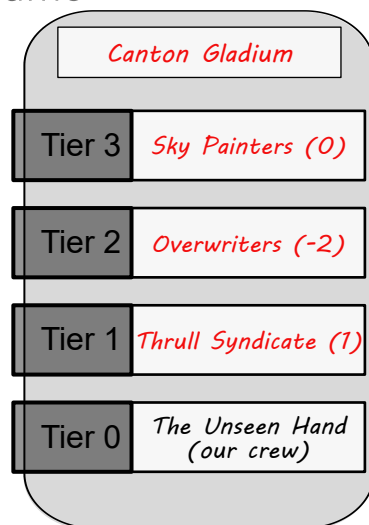 Canton Gladium
Tier 3
Sky Painters (0)
Tier 2
Overwriters (-2)
Tier 1
Thrull Syndicate (1)
Tier 0
The Unseen Hand
(our crew)